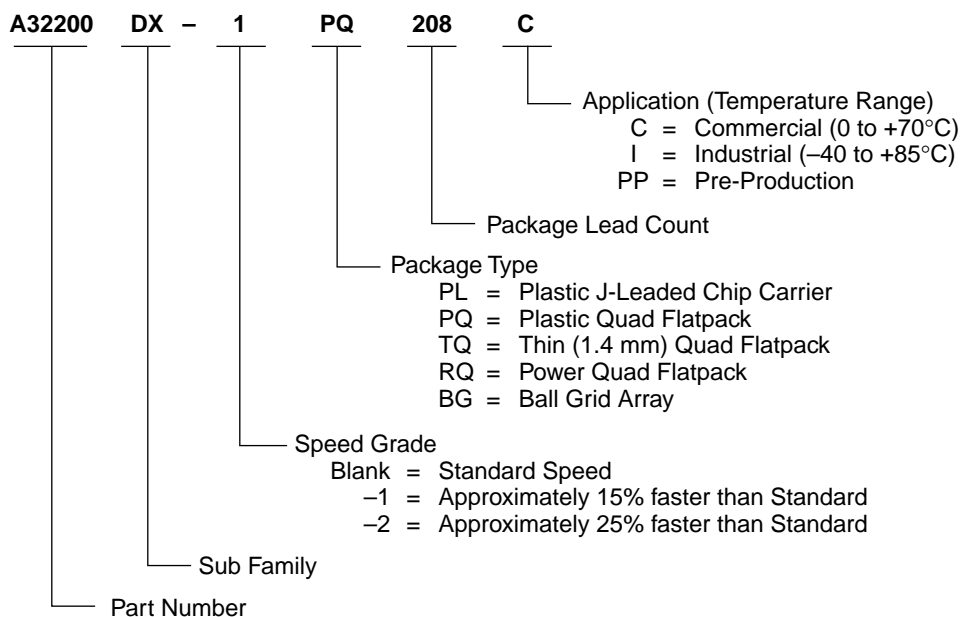 A32200 DX – 1 PQ 208 C
Application (Temperature Range)
C = Commercial (0 to +70°C)
I = Industrial (–40 to +85°C)
PP = Pre-Production
Package Lead Count
Package Type
PL = Plastic J-Leaded Chip Carrier
PQ = Plastic Quad Flatpack
TQ = Thin (1.4 mm) Quad Flatpack
RQ = Power Quad Flatpack
BG = Ball Grid Array
Speed Grade
Blank = Standard Speed
–1 = Approximately 15% faster than Standard
–2 = Approximately 25% faster than Standard
Sub Family
Part Number